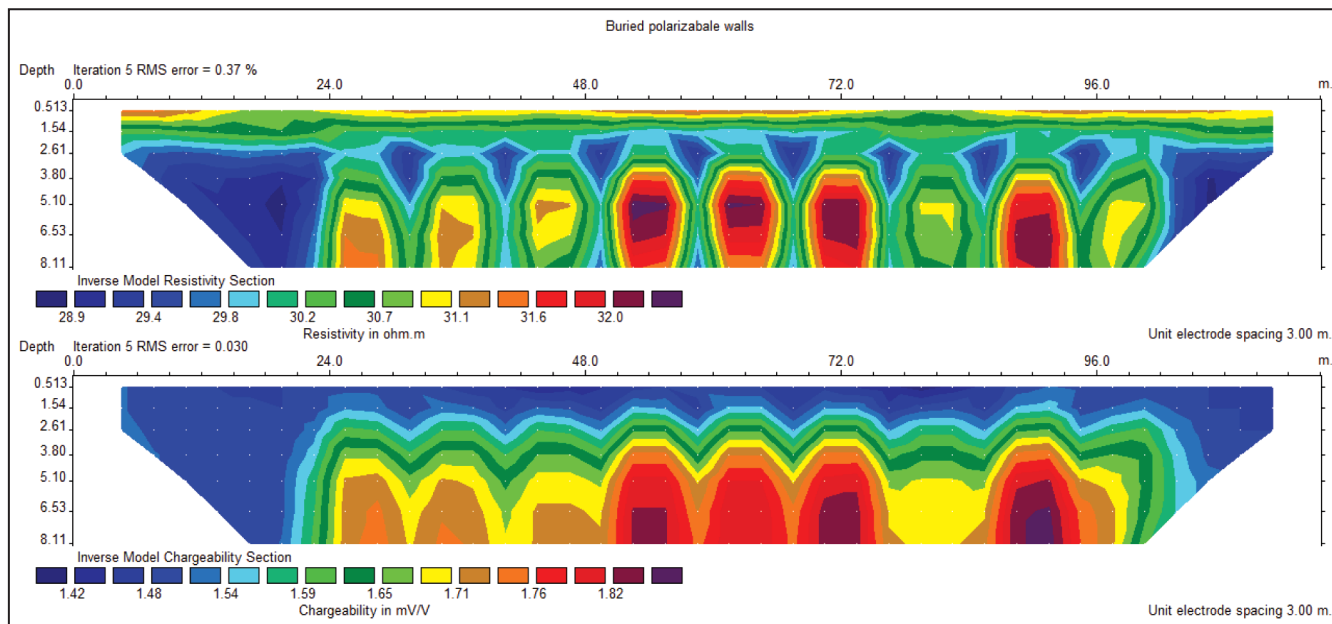 Buried polarizabale walls
Depth Iteration 5 RMS error = 0.37 %
0.0 24.0 48.0 72.0 96.0 m.
0.513
1.54
2.61
3.80
5.10
6.53
8.11
Inverse Model Resistivity Section
28.9 29.4 29.8 30.2 30.7 31.1 31.6 32.0
Resistivity in ohm.m Unit electrode spacing 3.00 m.
Depth Iteration 5 RMS error = 0.030
0.0 24.0 48.0 72.0 96.0 m.
0.513
1.54
2.61
3.80
5.10
6.53
8.11
Inverse Model Chargeability Section
1.42 1.48 1.54 1.59 1.65 1.71 1.76 1.82
Chargeability in mV/V Unit electrode spacing 3.00 m.